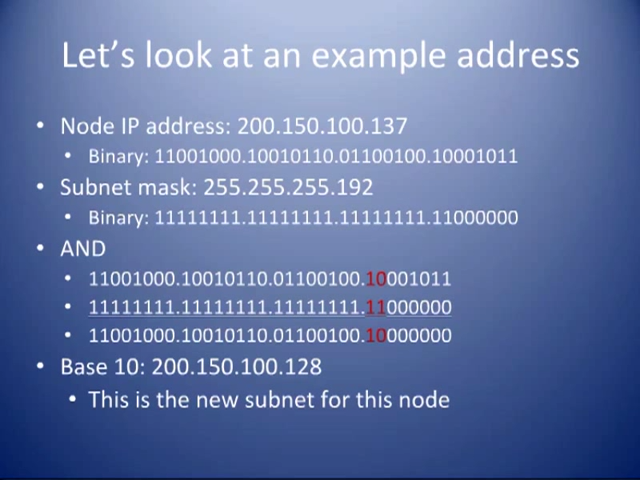 Let's look at an example address
• Node IP address: 200.150.100.137
• Binary: 11001000.10010110.01100100.10001011
• Subnet mask: 255.255.255.192
• Binary: 11111111.11111111.11111111.11000000
• AND
• 11001000.10010110.01100100.10001011
• 11111111.11111111.11111111.11000000
• 11001000.10010110.01100100.10000000
• Base 10: 200.150.100.128
• This is the new subnet for this node